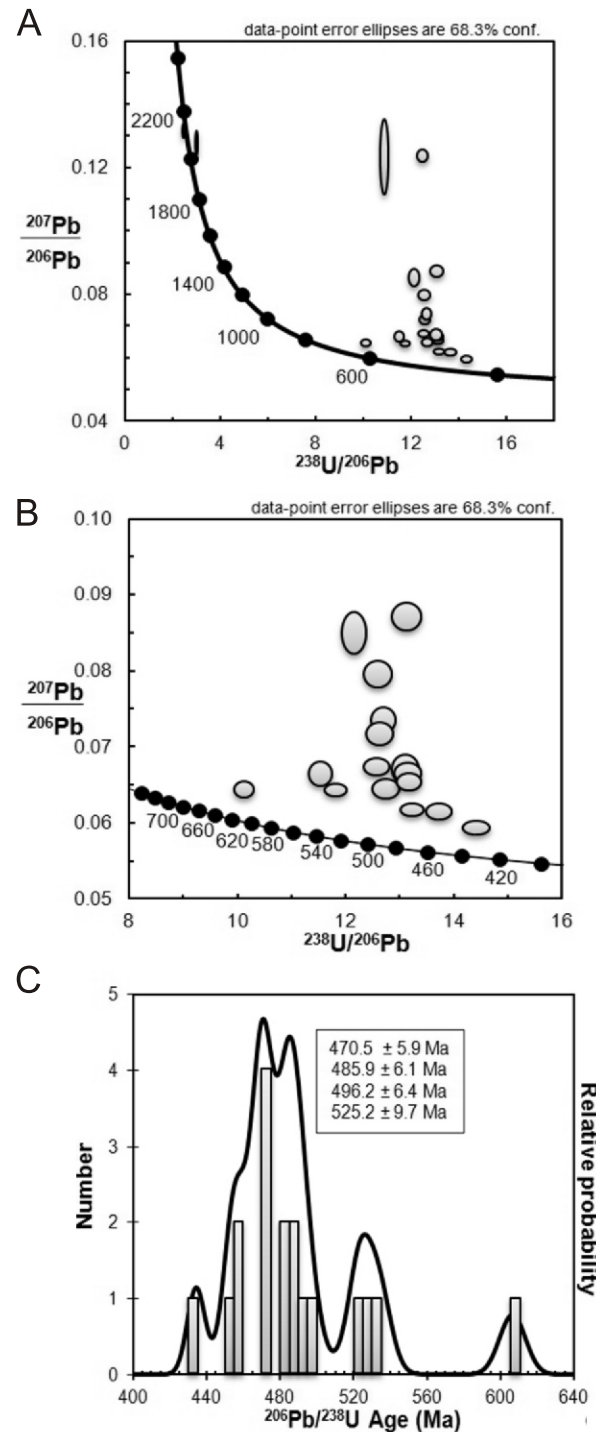 A
data-point error ellipses are 68.3% conf.
0.16
0.12
0.08
0.04
²⁰⁷Pb
²⁰⁶Pb
2200
1800
1400
1000
600
0 4 8 12 16
²³⁸U/²⁰⁶Pb
B
data-point error ellipses are 68.3% conf.
0.10
0.09
0.08
0.07
0.06
0.05
²⁰⁷Pb
²⁰⁶Pb
700 660 620 580 540 500 460 420
8 10 12 14 16
²³⁸U/²⁰⁶Pb
C
5
4
3
2
1
0
Number
470.5 ± 5.9 Ma
485.9 ± 6.1 Ma
496.2 ± 6.4 Ma
525.2 ± 9.7 Ma
Relative probability
400 440 480 520 560 600 640
²⁰⁶Pb/²³⁸U Age (Ma)